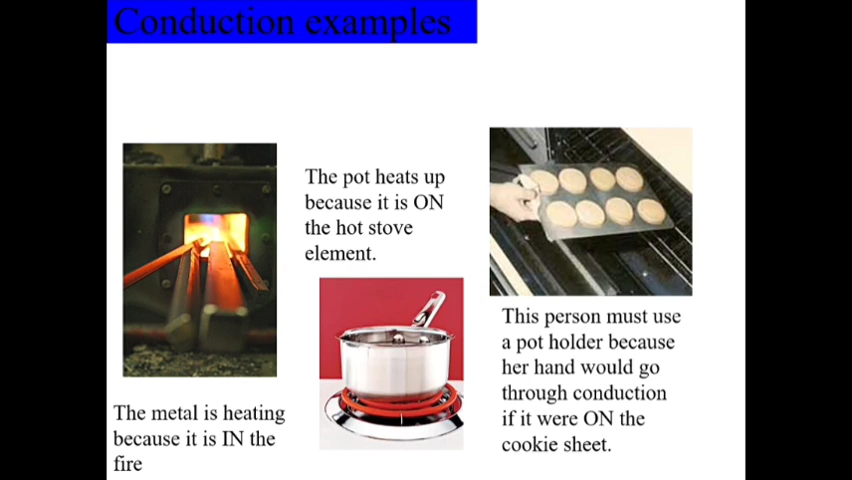 Conduction examples
The pot heats up
because it is ON
the hot stove
element.
This person must use
a pot holder because
her hand would go
through conduction
if it were ON the
cookie sheet.
The metal is heating
because it is IN the
fire